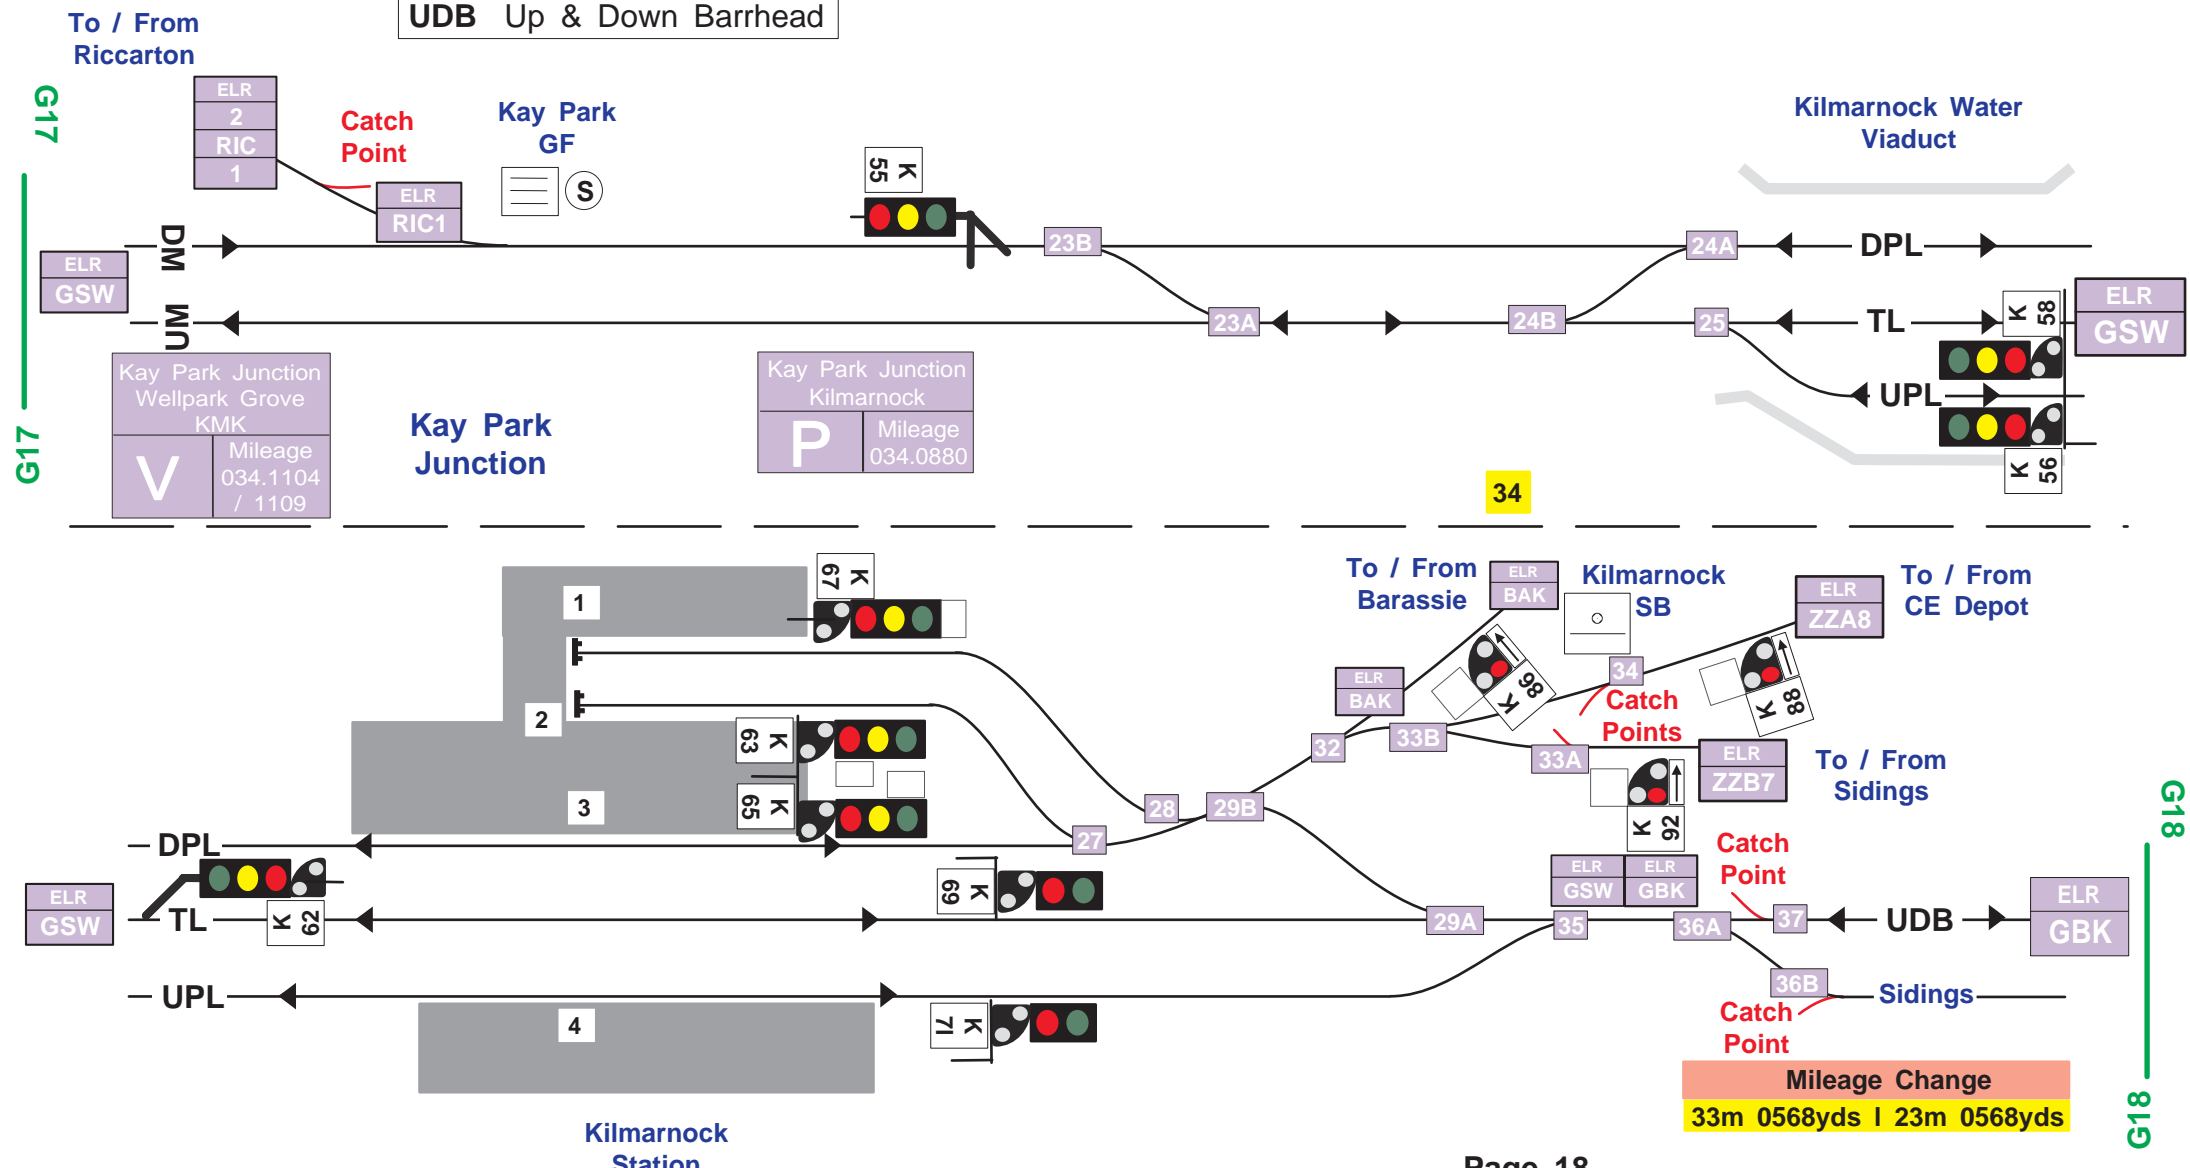 UDB Up & Down Barrhead
To / From
Riccarton
G17
ELR
2
RIC
1
Catch
Point
ELR
RIC1
Kay Park
GF
S
K
55
Kilmarnock Water
Viaduct
DM
ELR
GSW
UM
23B
23A
24A
24B
25
DPL
TL
UPL
K
58
ELR
GSW
K
56
Kay Park Junction
Wellpark Grove
KMK
V
Mileage
034.1104
/ 1109
Kay Park
Junction
Kay Park Junction
Kilmarnock
P
Mileage
034.0880
G17
34
1
2
3
K
67
K
63
K
65
To / From
Barassie
ELR
BAK
Kilmarnock
SB
ELR
ZZA8
To / From
CE Depot
ELR
BAK
K
98
34
Catch
Points
K
88
32
33B
33A
ELR
ZZB7
To / From
Sidings
K
92
28
29B
27
DPL
ELR
GSW
TL
K
62
K
69
ELR
GSW
ELR
GBK
Catch
Point
29A
35
36A
37
UDB
ELR
GBK
G18
UPL
4
K
71
36B
Sidings
Catch
Point
Mileage Change
33m 0568yds I 23m 0568yds
G18
Kilmarnock
Station
Page 18